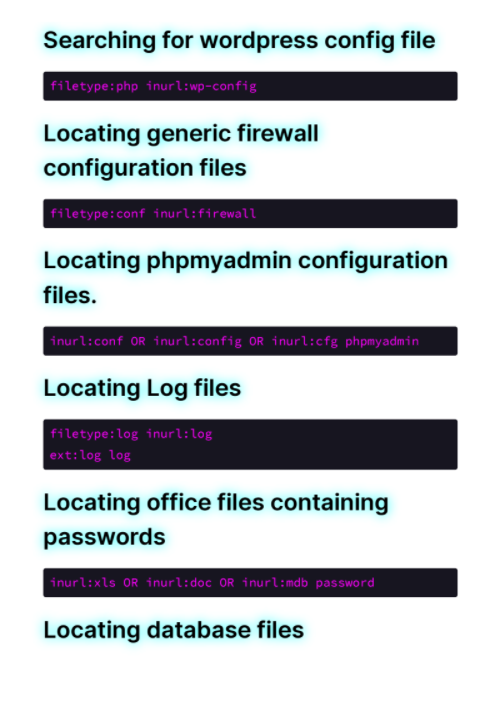 Searching for wordpress config file
filetype:php inurl:wp-config
Locating generic firewall
configuration files
filetype:conf inurl:firewall
Locating phpmyadmin configuration
files.
inurl:conf OR inurl:config OR inurl:cfg phpmyadmin
Locating Log files
filetype:log inurl:log
ext:log log
Locating office files containing
passwords
inurl:xls OR inurl:doc OR inurl:mdb password
Locating database files